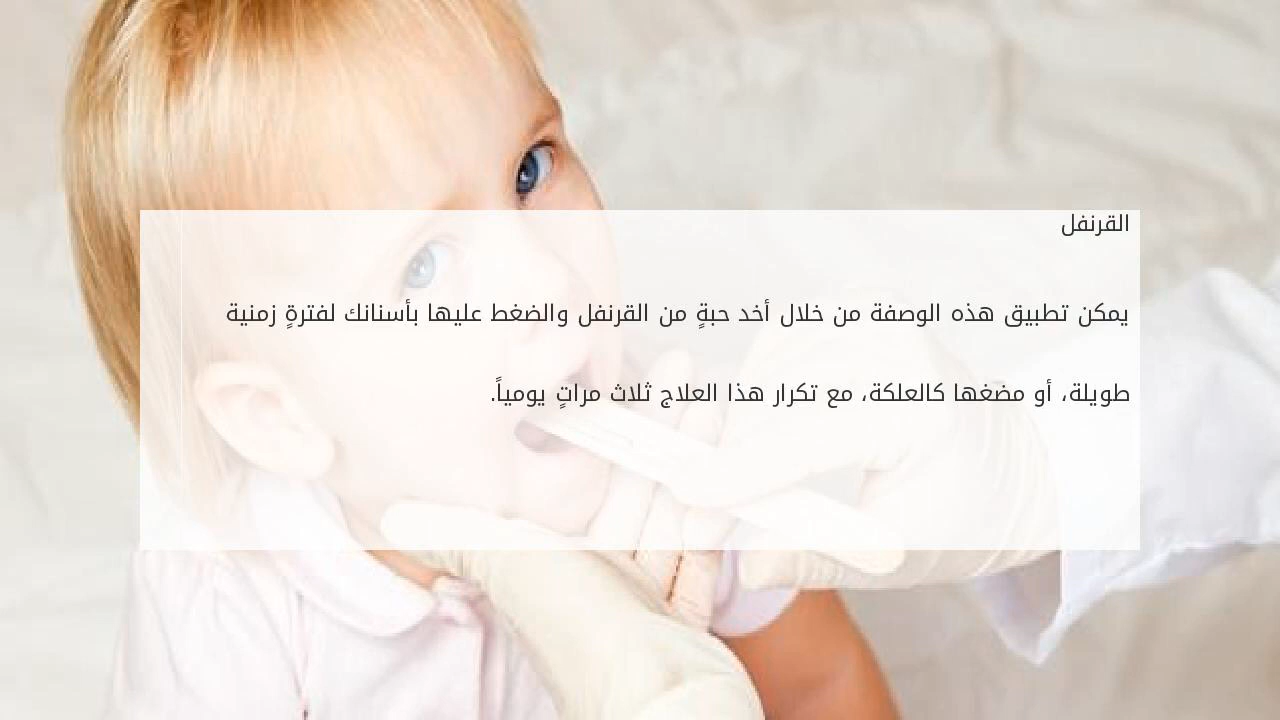 القرنفل
يمكن تطبيق هذه الوصفة من خلال أخد حبةٍ من القرنفل والضغط عليها بأسنانك لفترةٍ زمنية
طويلة، أو مضغها كالعلكة، مع تكرار هذا العلاج ثلاث مراتٍ يومياً.